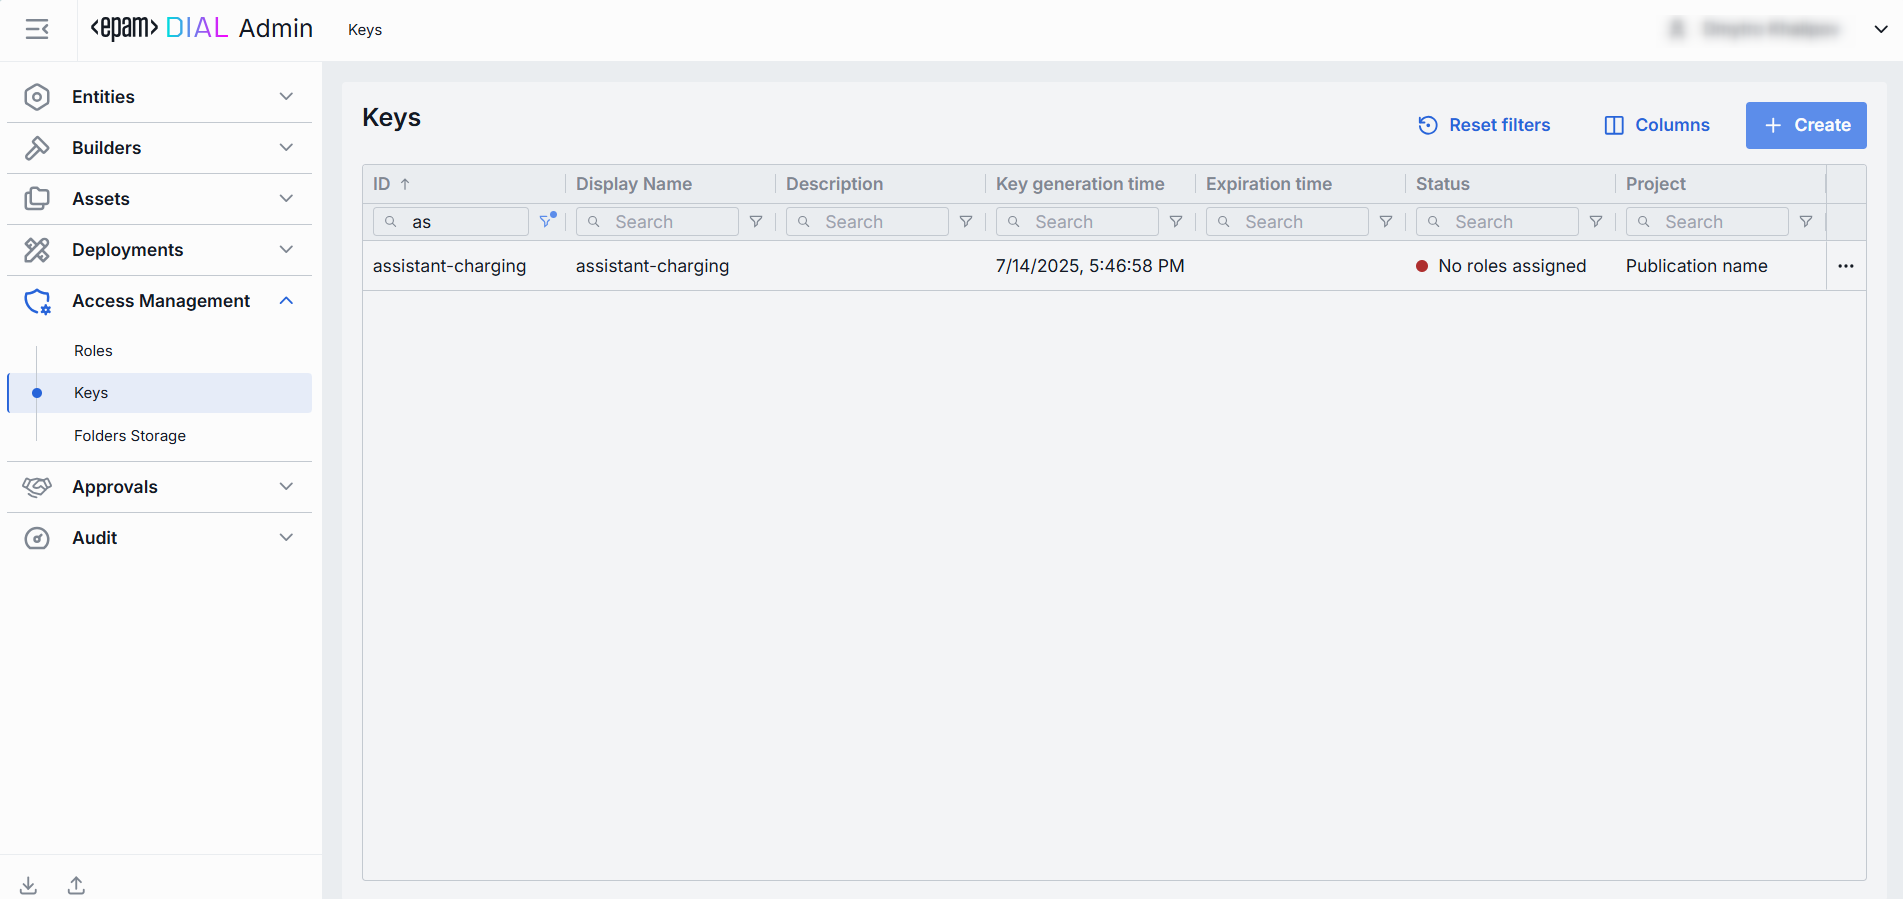 <epam> DIAL Admin
Keys
Entities
Builders
Assets
Deployments
Access Management
Roles
Keys
Folders Storage
Approvals
Audit
Keys
Reset filters
Columns
+ Create
ID ↑ Display Name Description Key generation time Expiration time Status Project
as Search Search Search Search Search Search
assistant-charging assistant-charging 7/14/2025, 5:46:58 PM No roles assigned Publication name ...